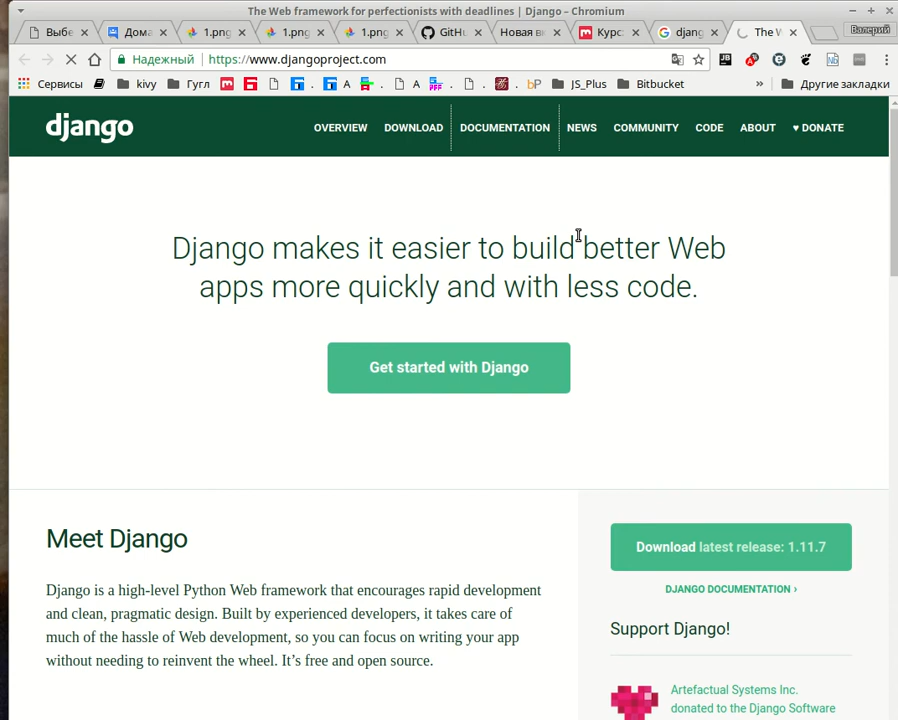 The Web framework for perfectionists with deadlines | Django – Chromium
Выбе
Дома
1.png
1.png
1.png
GitHu
Новая вк
Курс:
djang
The W
Валерий
Надежный
https://www.djangoproject.com
Сервисы
kivy
Гугл
A
A
bP
JS_Plus
Bitbucket
»
Другие закладки
django
OVERVIEW
DOWNLOAD
DOCUMENTATION
NEWS
COMMUNITY
CODE
ABOUT
♥ DONATE
Django makes it easier to build better Web
apps more quickly and with less code.
Get started with Django
Meet Django
Django is a high-level Python Web framework that encourages rapid development
and clean, pragmatic design. Built by experienced developers, it takes care of
much of the hassle of Web development, so you can focus on writing your app
without needing to reinvent the wheel. It’s free and open source.
Download latest release: 1.11.7
DJANGO DOCUMENTATION ›
Support Django!
Artefactual Systems Inc.
donated to the Django Software